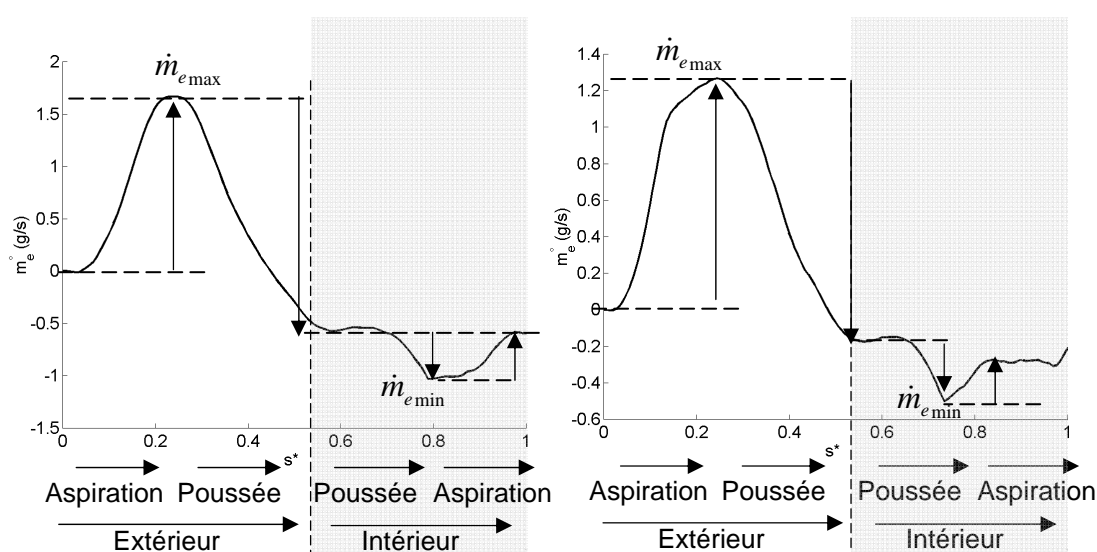 ṁₑ max
2
1.5
1
0.5
0
-0.5
-1
-1.5
m°ₑ (g/s)
ṁₑ min
0 0.2 0.4 0.6 0.8 1
s*
Aspiration Poussée Poussée Aspiration
Extérieur Intérieur
ṁₑ max
1.4
1.2
1
0.8
0.6
0.4
0.2
0
-0.2
-0.4
-0.6
m°ₑ (g/s)
ṁₑ min
0 0.2 0.4 0.6 0.8 1
s*
Aspiration Poussée Poussée Aspiration
Extérieur Intérieur